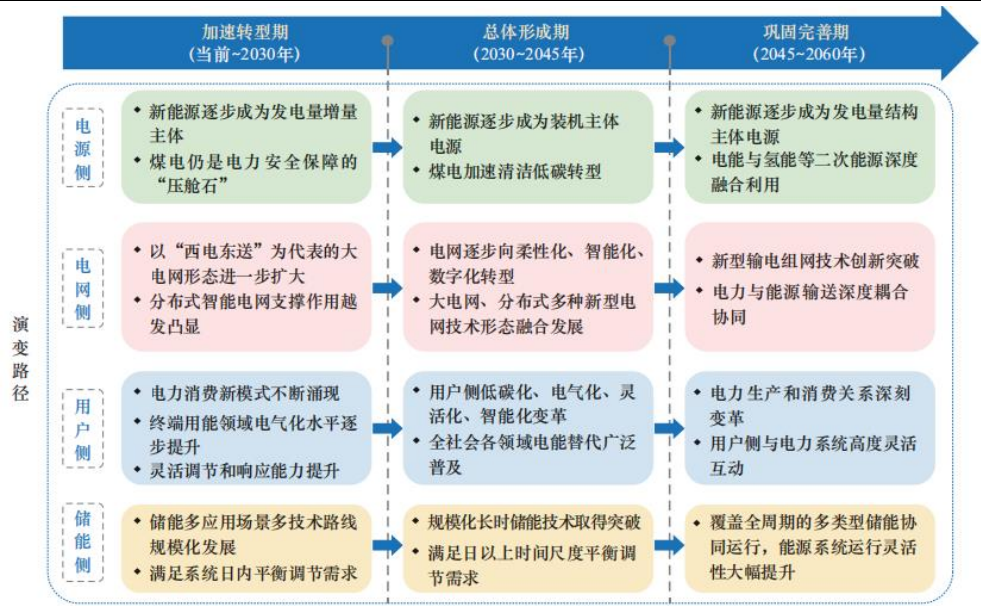 加速转型期
(当前~2030年)
总体形成期
(2030~2045年)
巩固完善期
(2045~2060年)
演变路径
电源侧
新能源逐步成为发电量增量
主体
煤电仍是电力安全保障的
“压舱石”
新能源逐步成为装机主体
电源
煤电加速清洁低碳转型
新能源逐步成为发电量结构
主体电源
电能与氢能等二次能源深度
融合利用
电网侧
以“西电东送”为代表的大
电网形态进一步扩大
分布式智能电网支撑作用越
发凸显
电网逐步向柔性化、智能化、
数字化转型
大电网、分布式多种新型电
网技术形态融合发展
新型输电组网技术创新突破
电力与能源输送深度耦合
协同
用户侧
电力消费新模式不断涌现
终端用能领域电气化水平逐
步提升
灵活调节和响应能力提升
用户侧低碳化、电气化、灵
活化、智能化变革
全社会各领域电能替代广泛
普及
电力生产和消费关系深刻
变革
用户侧与电力系统高度灵活
互动
储能侧
储能多应用场景多技术路线
规模化发展
满足系统日内平衡调节需求
规模化长时储能技术取得突破
满足日以上时间尺度平衡调
节需求
覆盖全周期的多类型储能协
同运行，能源系统运行灵活
性大幅提升